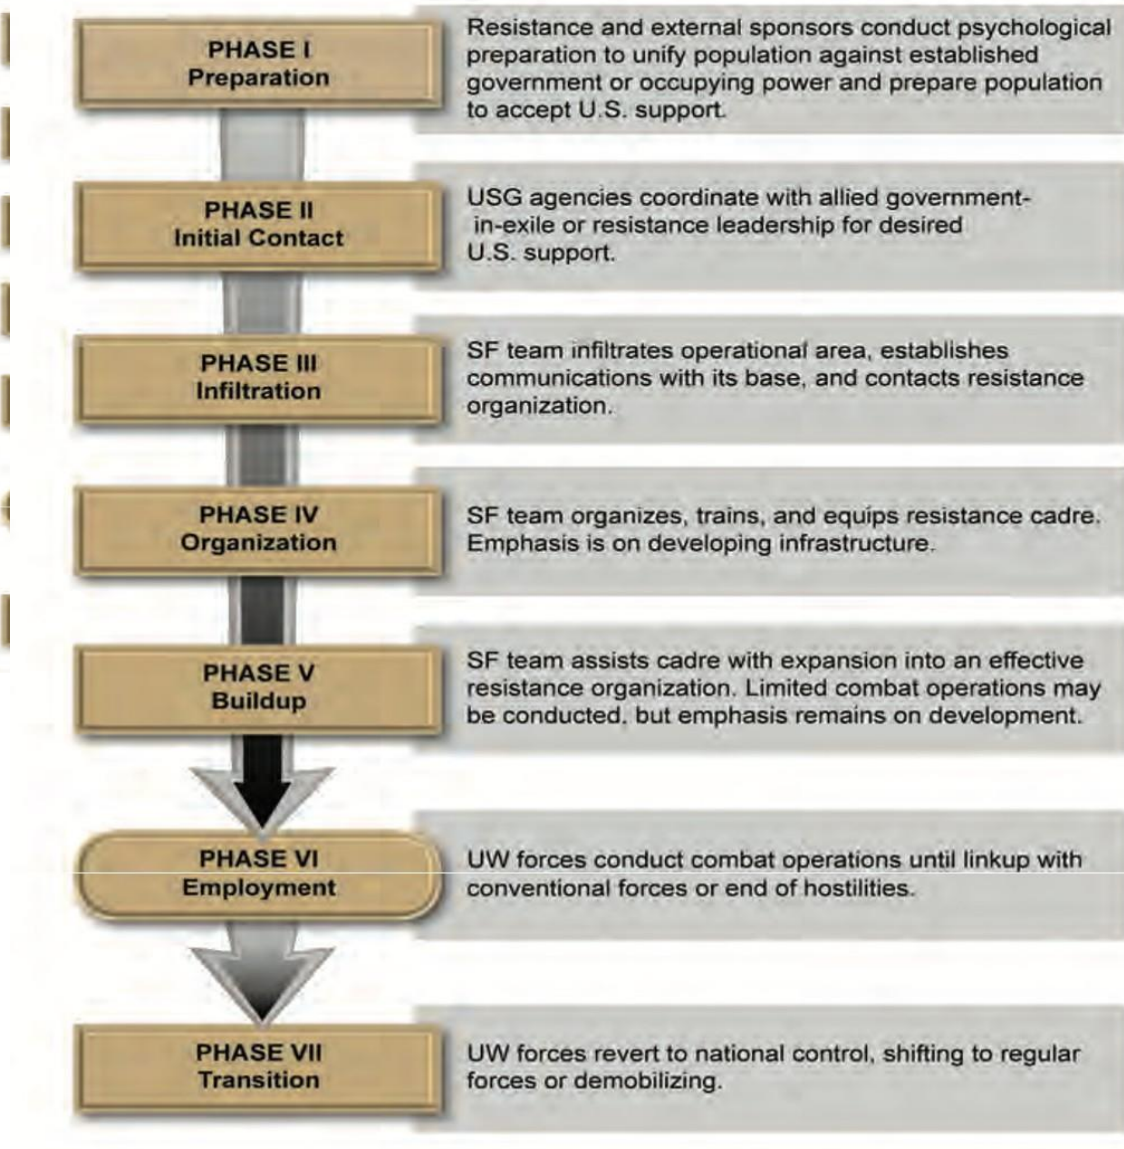 PHASE I
Preparation
Resistance and external sponsors conduct psychological
preparation to unify population against established
government or occupying power and prepare population
to accept U.S. support.
PHASE II
Initial Contact
USG agencies coordinate with allied government-
in-exile or resistance leadership for desired
U.S. support.
PHASE III
Infiltration
SF team infiltrates operational area, establishes
communications with its base, and contacts resistance
organization.
PHASE IV
Organization
SF team organizes, trains, and equips resistance cadre.
Emphasis is on developing infrastructure.
PHASE V
Buildup
SF team assists cadre with expansion into an effective
resistance organization. Limited combat operations may
be conducted, but emphasis remains on development.
PHASE VI
Employment
UW forces conduct combat operations until linkup with
conventional forces or end of hostilities.
PHASE VII
Transition
UW forces revert to national control, shifting to regular
forces or demobilizing.